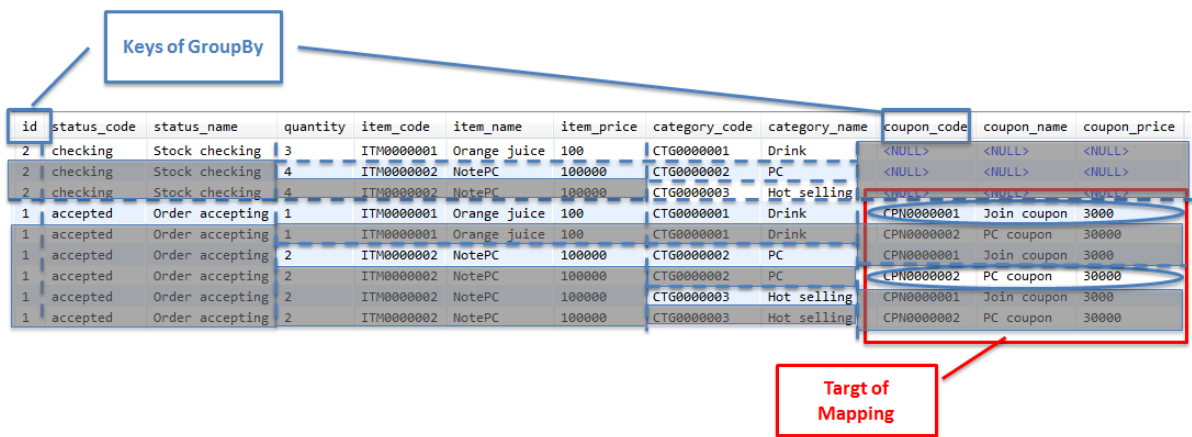 Keys of GroupBy
id status_code status_name quantity item_code item_name item_price category_code category_name coupon_code coupon_name coupon_price
2 checking Stock checking 3 ITM0000001 Orange juice 100 CTG0000001 Drink <NULL> <NULL> <NULL>
2 checking Stock checking 4 ITM0000002 NotePC 100000 CTG0000002 PC <NULL> <NULL> <NULL>
2 checking Stock checking 4 ITM0000002 NotePC 100000 CTG0000003 Hot selling <NULL> <NULL> <NULL>
1 accepted Order accepting 1 ITM0000001 Orange juice 100 CTG0000001 Drink CPN0000001 Join coupon 3000
1 accepted Order accepting 1 ITM0000001 Orange juice 100 CTG0000001 Drink CPN0000002 PC coupon 30000
1 accepted Order accepting 2 ITM0000002 NotePC 100000 CTG0000002 PC CPN0000001 Join coupon 3000
1 accepted Order accepting 2 ITM0000002 NotePC 100000 CTG0000002 PC CPN0000002 PC coupon 30000
1 accepted Order accepting 2 ITM0000002 NotePC 100000 CTG0000003 Hot selling CPN0000001 Join coupon 3000
1 accepted Order accepting 2 ITM0000002 NotePC 100000 CTG0000003 Hot selling CPN0000002 PC coupon 30000
Targt of
Mapping